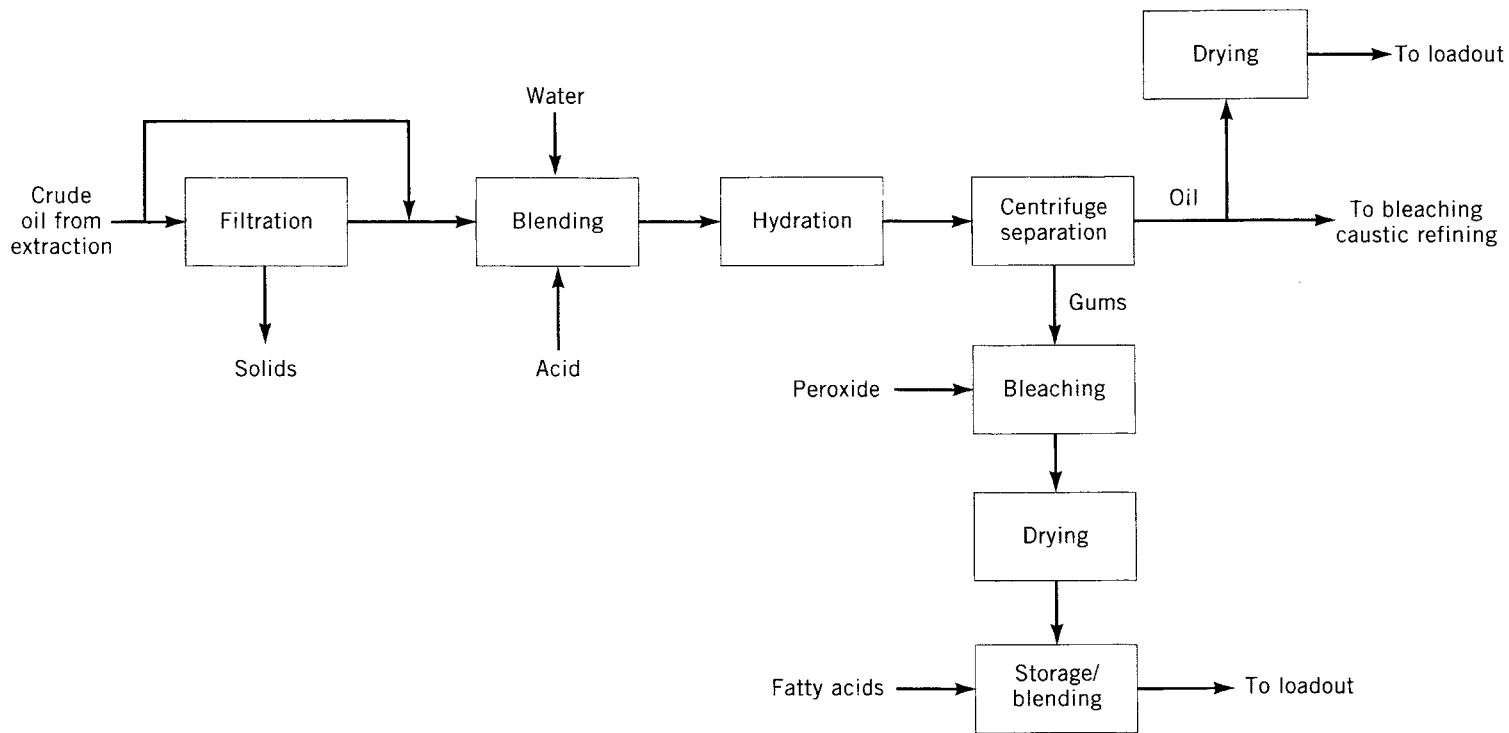 Drying
To loadout
Water
Crude
oil from
extraction
Filtration
Blending
Hydration
Centrifuge
separation
Oil
To bleaching
caustic refining
Gums
Solids
Acid
Peroxide
Bleaching
Drying
Fatty acids
Storage/
blending
To loadout